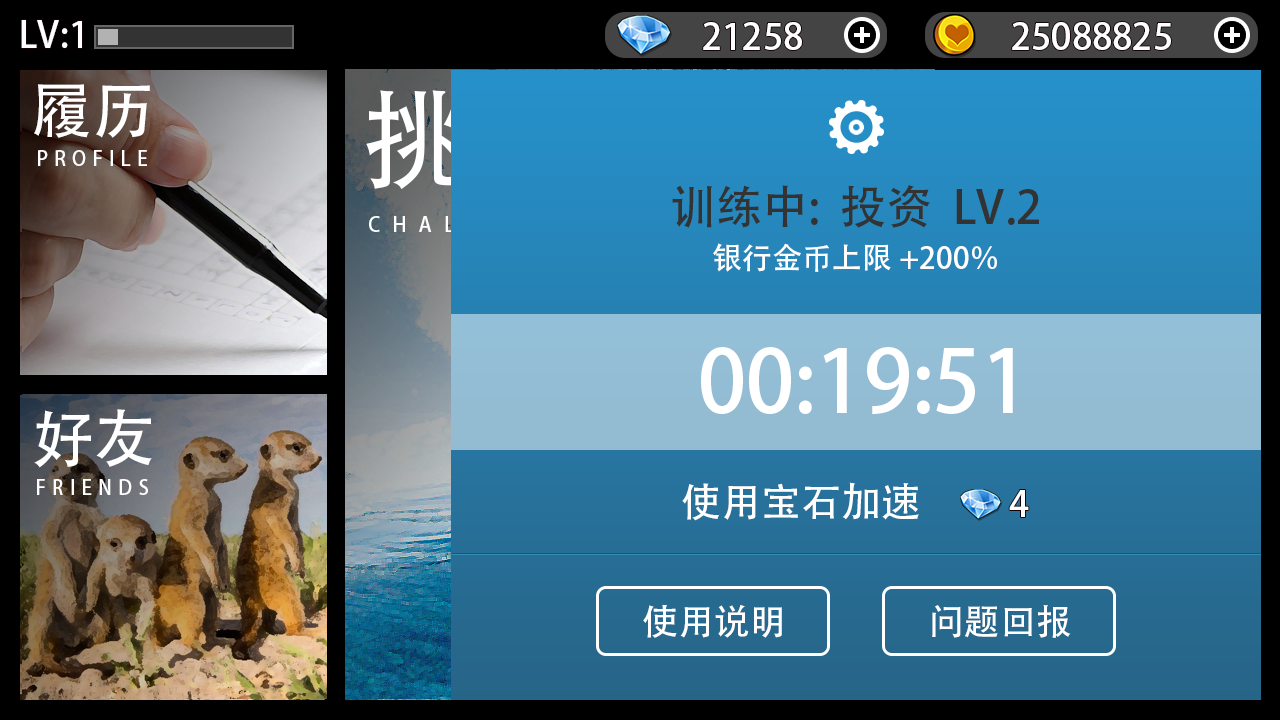 LV:1
21258
25088825
履历
PROFILE
挑
CHAL
训练中: 投资 LV.2
银行金币上限 +200%
00:19:51
使用宝石加速 4
好友
FRIENDS
使用说明
问题回报